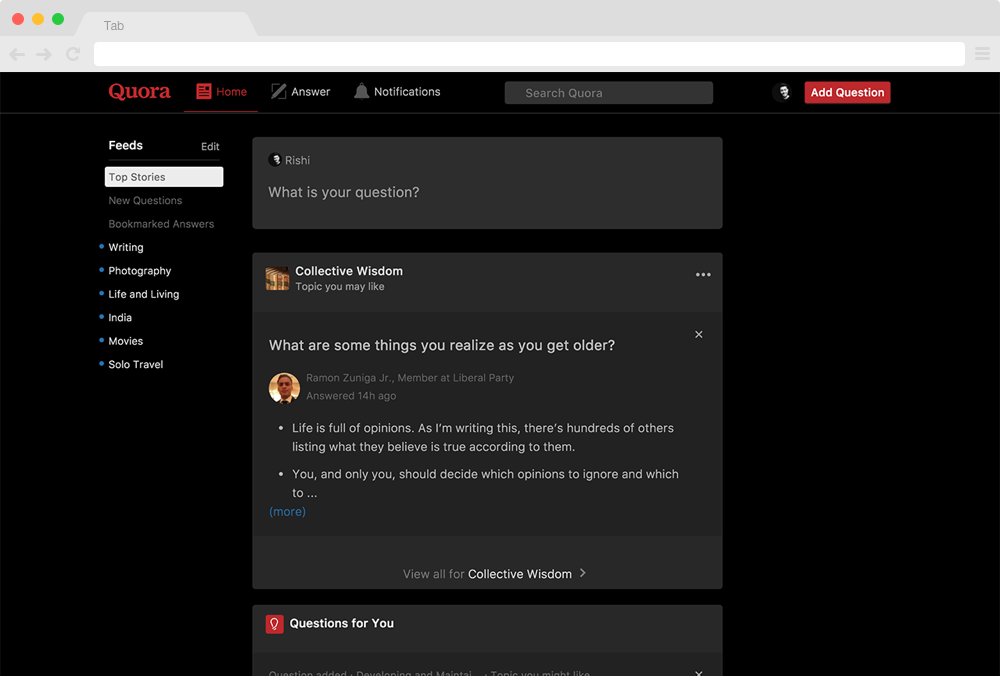 Tab
Quora
Home
Answer
Notifications
Search Quora
Add Question
Feeds
Edit
Top Stories
New Questions
Bookmarked Answers
Writing
Photography
Life and Living
India
Movies
Solo Travel
Rishi
What is your question?
Collective Wisdom
Topic you may like
What are some things you realize as you get older?
Ramon Zuniga Jr., Member at Liberal Party
Answered 14h ago
• Life is full of opinions. As I’m writing this, there’s hundreds of others
listing what they believe is true according to them.
• You, and only you, should decide which opinions to ignore and which
to ...
(more)
View all for Collective Wisdom
Questions for You
Question added · Developing and Maintai... · Topic you might like